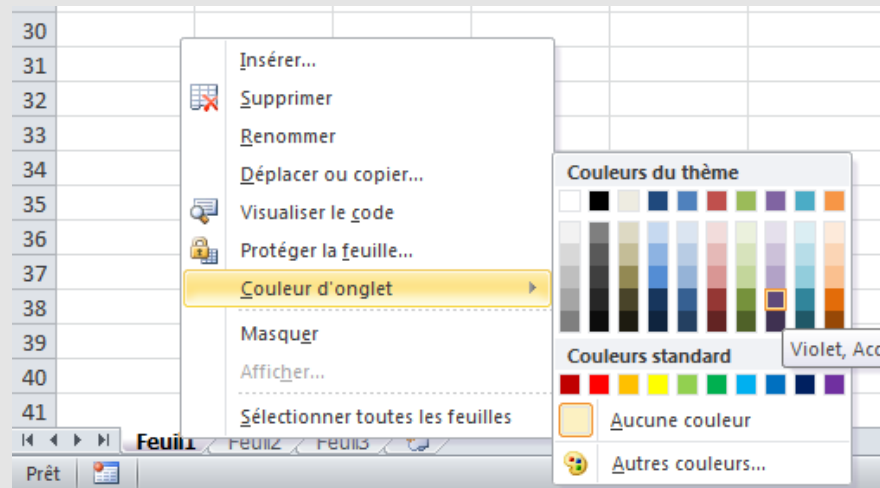 30
31
32
33
34
35
36
37
38
39
40
41
Insérer...
Supprimer
Renommer
Déplacer ou copier...
Visualiser le code
Protéger la feuille...
Couleur d'onglet
Masquer
Afficher...
Sélectionner toutes les feuilles
Couleurs du thème
Violet, Acc
Couleurs standard
Aucune couleur
Autres couleurs...
Feuil1 Feuil2 Feuil3
Prêt